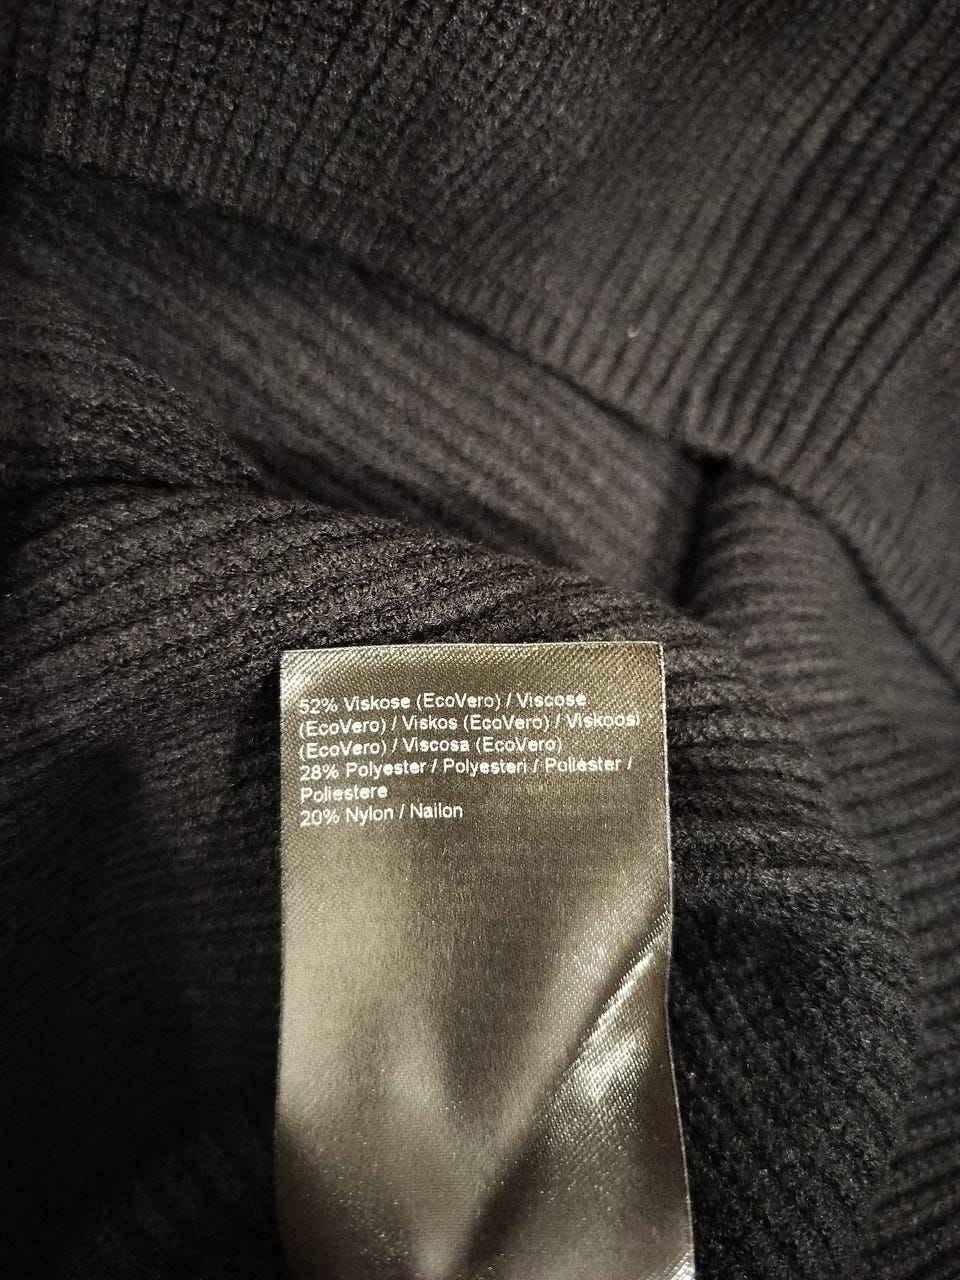 52% Viskose (EcoVero) / Viscose
(EcoVero) / Viskos (EcoVero) / Viskoosi
(EcoVero) / Viscosa (EcoVero)
28% Polyester / Polyesteri / Poliester /
Poliestere
20% Nylon / Nailon